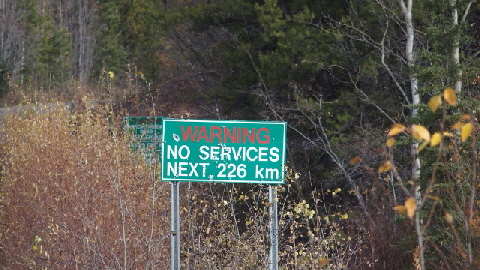 WARNING
NO SERVICES
NEXT 226 km